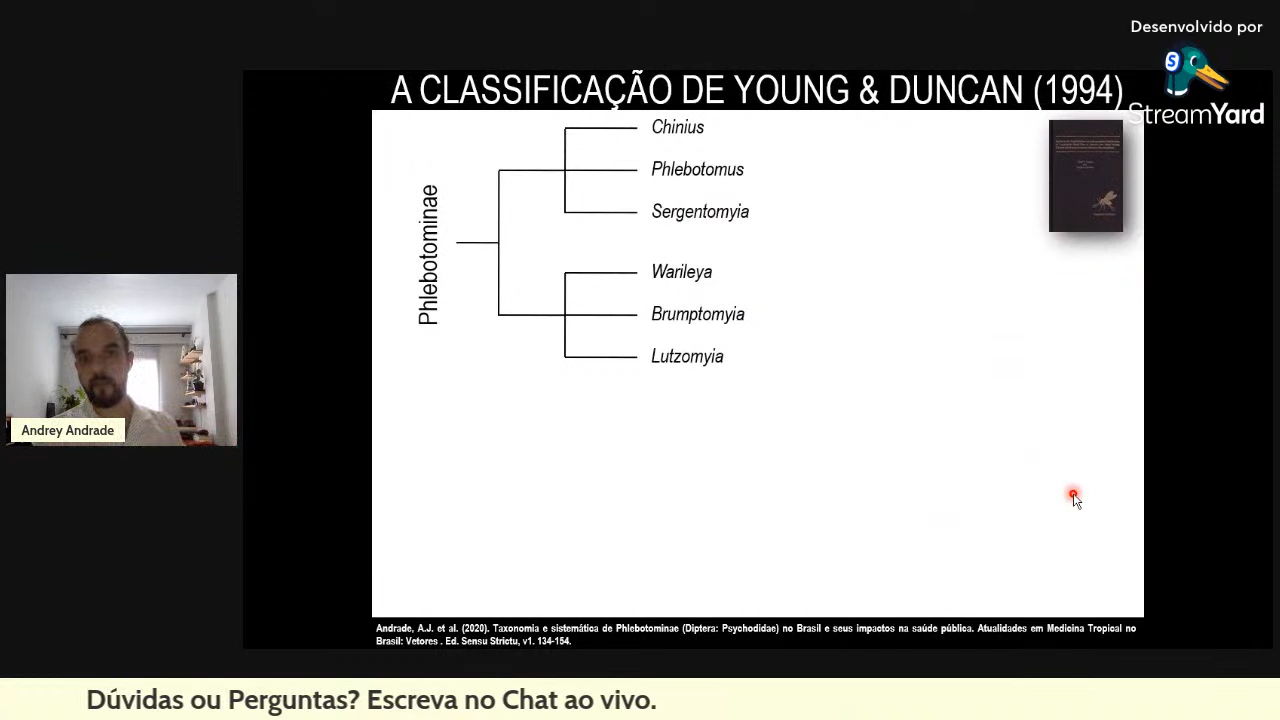 Desenvolvido por
StreamYard
A CLASSIFICAÇÃO DE YOUNG & DUNCAN (1994)
Phlebotominae
Chinius
Phlebotomus
Sergentomyia
Warileya
Brumptomyia
Lutzomyia
Andrey Andrade
Andrade, A.J. et al. (2020). Taxonomia e sistemática de Phlebotominae (Diptera: Psychodidae) no Brasil e seus impactos na saúde pública. Atualidades em Medicina Tropical no
Brasil: Vetores . Ed. Sensu Strictu, v1. 134-154.
Dúvidas ou Perguntas? Escreva no Chat ao vivo.